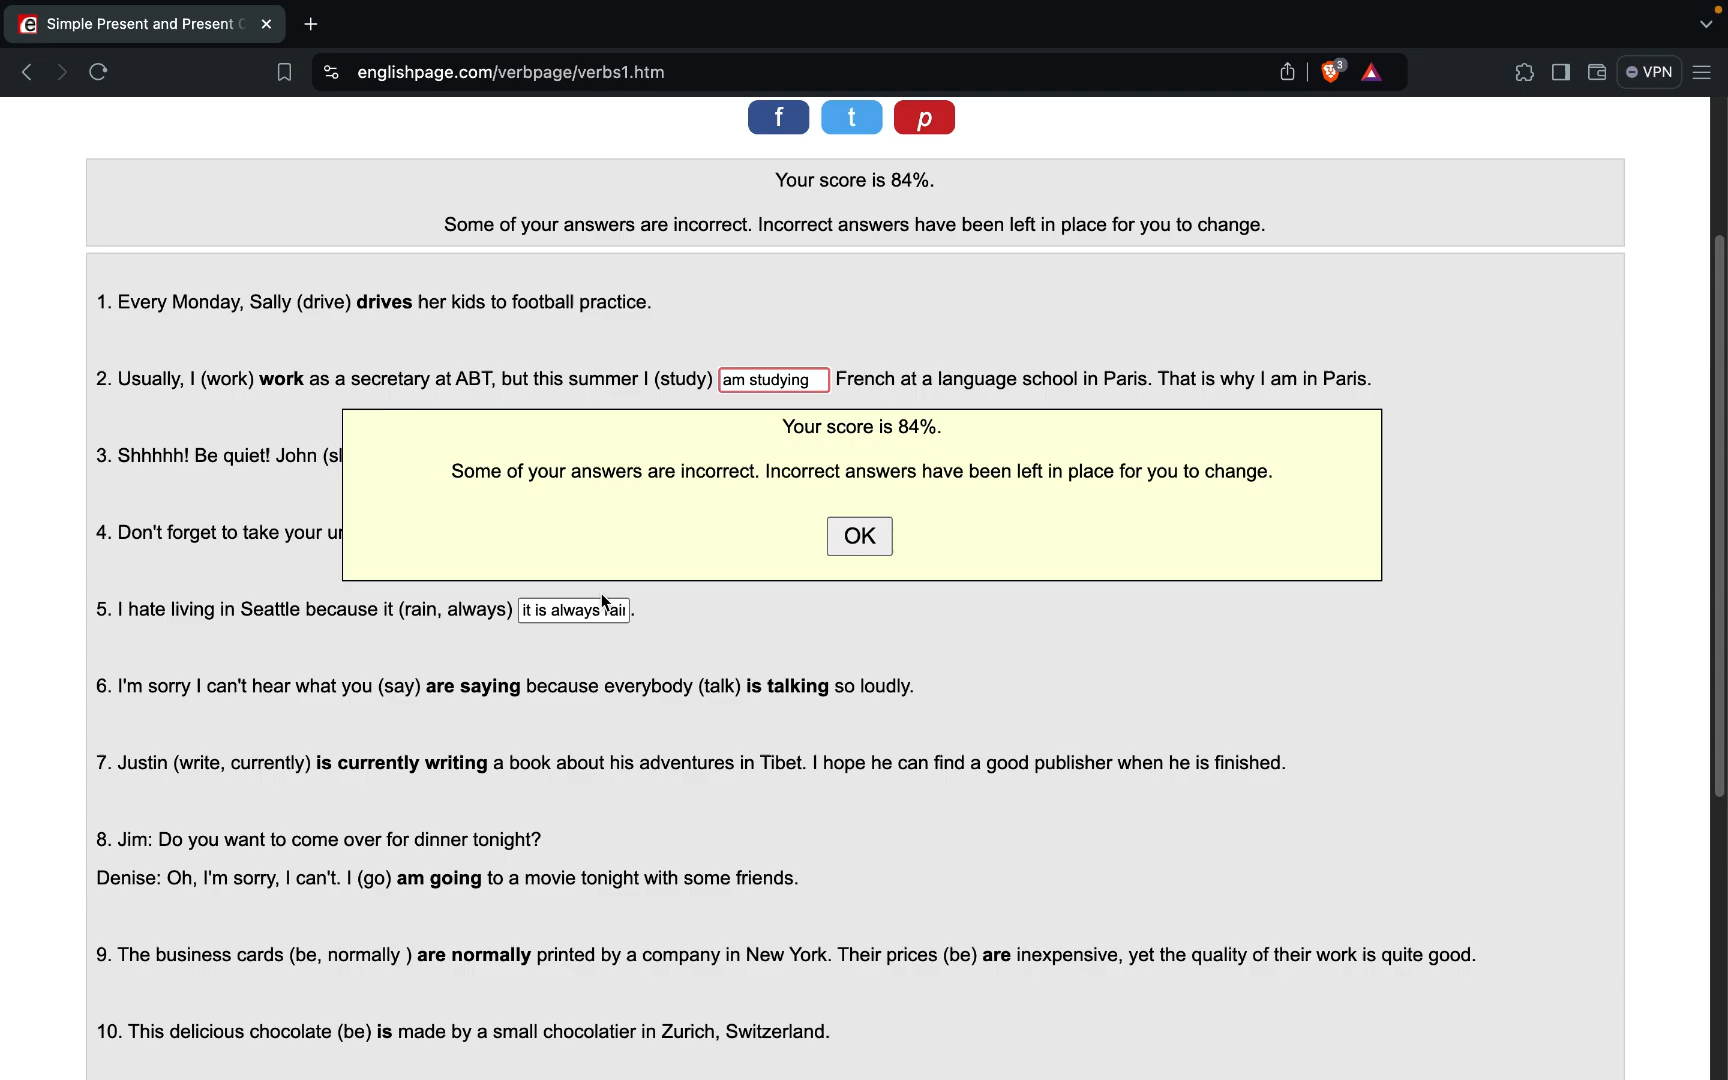 Simple Present and Present
englishpage.com/verbpage/verbs1.htm
3
VPN
f
t
p
Your score is 84%.
Some of your answers are incorrect. Incorrect answers have been left in place for you to change.
1. Every Monday, Sally (drive) drives her kids to football practice.
2. Usually, I (work) work as a secretary at ABT, but this summer I (study) am studying French at a language school in Paris. That is why I am in Paris.
Your score is 84%.
3. Shhhhh! Be quiet! John
Some of your answers are incorrect. Incorrect answers have been left in place for you to change.
4. Don't forget to take your
OK
5. I hate living in Seattle because it (rain, always) it is always .
6. I'm sorry I can't hear what you (say) are saying because everybody (talk) is talking so loudly.
7. Justin (write, currently) is currently writing a book about his adventures in Tibet. I hope he can find a good publisher when he is finished.
8. Jim: Do you want to come over for dinner tonight?
Denise: Oh, I'm sorry, I can't. I (go) am going to a movie tonight with some friends.
9. The business cards (be, normally ) are normally printed by a company in New York. Their prices (be) are inexpensive, yet the quality of their work is quite good.
10. This delicious chocolate (be) is made by a small chocolatier in Zurich, Switzerland.